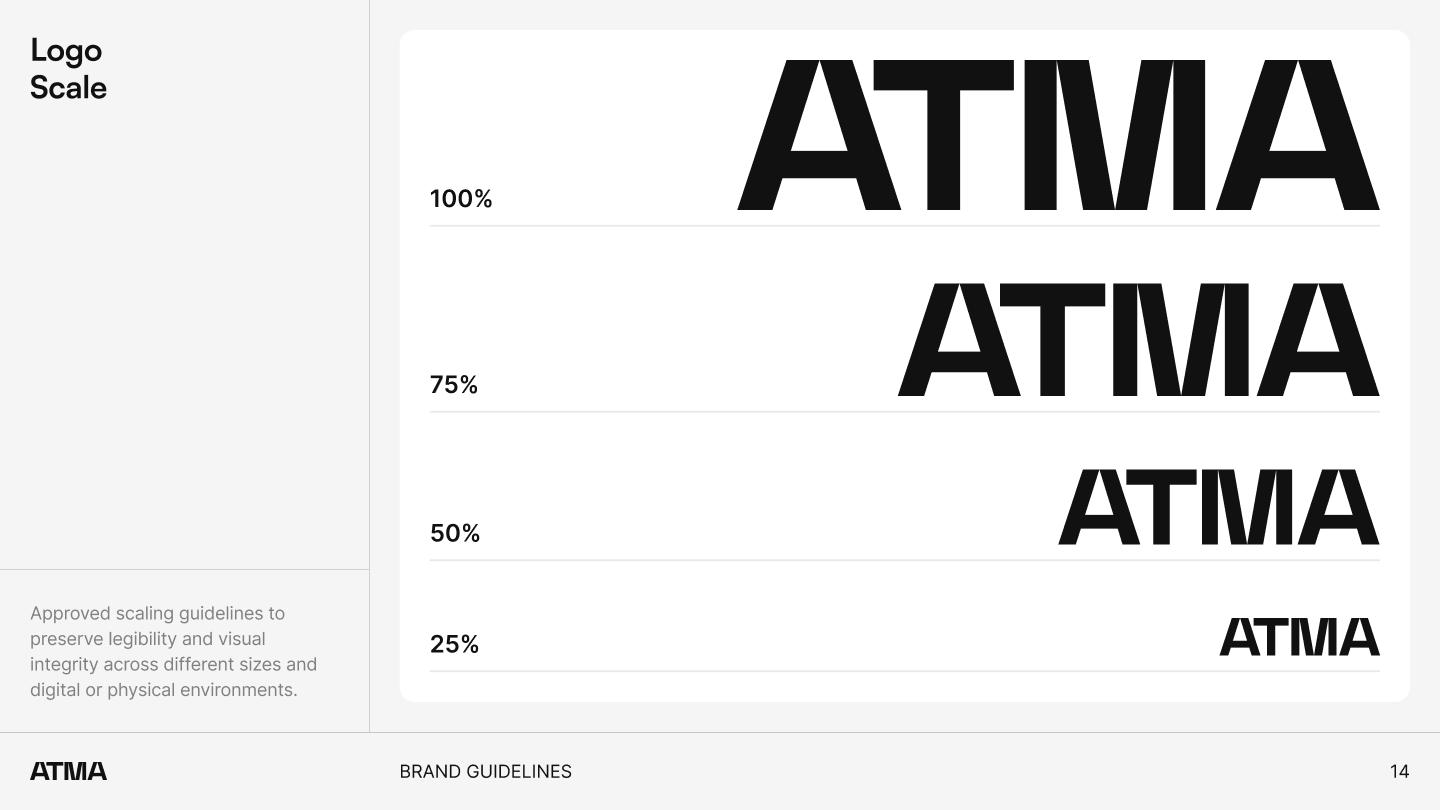 Logo
Scale
100%
ATMA
75%
ATMA
50%
ATMA
25%
ATMA
Approved scaling guidelines to
preserve legibility and visual
integrity across different sizes and
digital or physical environments.
ATMA
BRAND GUIDELINES
14